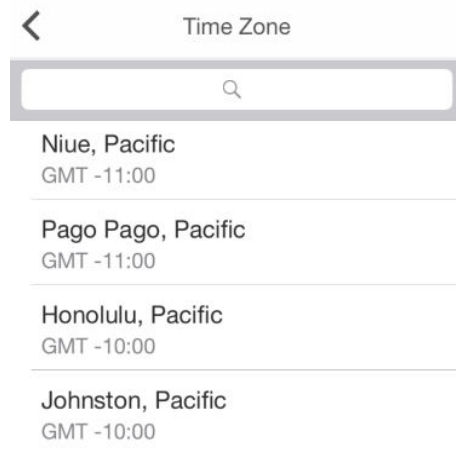 Time Zone
Niue, Pacific
GMT -11:00
Pago Pago, Pacific
GMT -11:00
Honolulu, Pacific
GMT -10:00
Johnston, Pacific
GMT -10:00